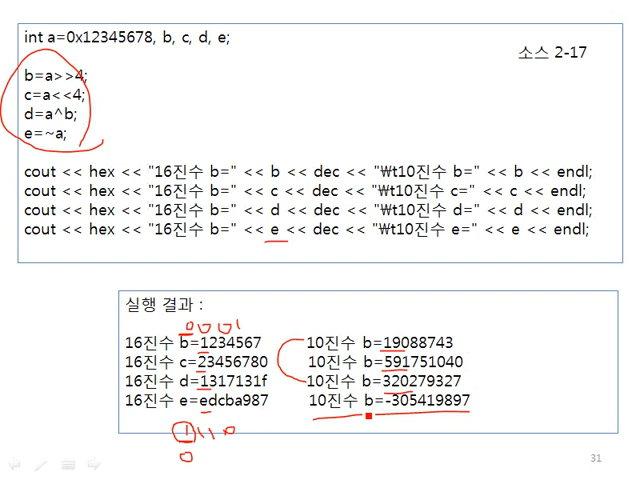 int a=0x12345678, b, c, d, e;
소스 2-17
b=a>>4;
c=a<<4;
d=a^b;
e=~a;
cout << hex << "16진수 b=" << b << dec << "₩t10진수 b=" << b << endl;
cout << hex << "16진수 b=" << c << dec << "₩t10진수 c=" << c << endl;
cout << hex << "16진수 b=" << d << dec << "₩t10진수 d=" << d << endl;
cout << hex << "16진수 b=" << e << dec << "₩t10진수 e=" << e << endl;
실행 결과 :
0001
16진수 b=1234567 10진수 b=19088743
16진수 c=23456780 10진수 b=591751040
16진수 d=1317131f 10진수 b=320279327
16진수 e=edcba987 10진수 b=-305419897
1110
0
31